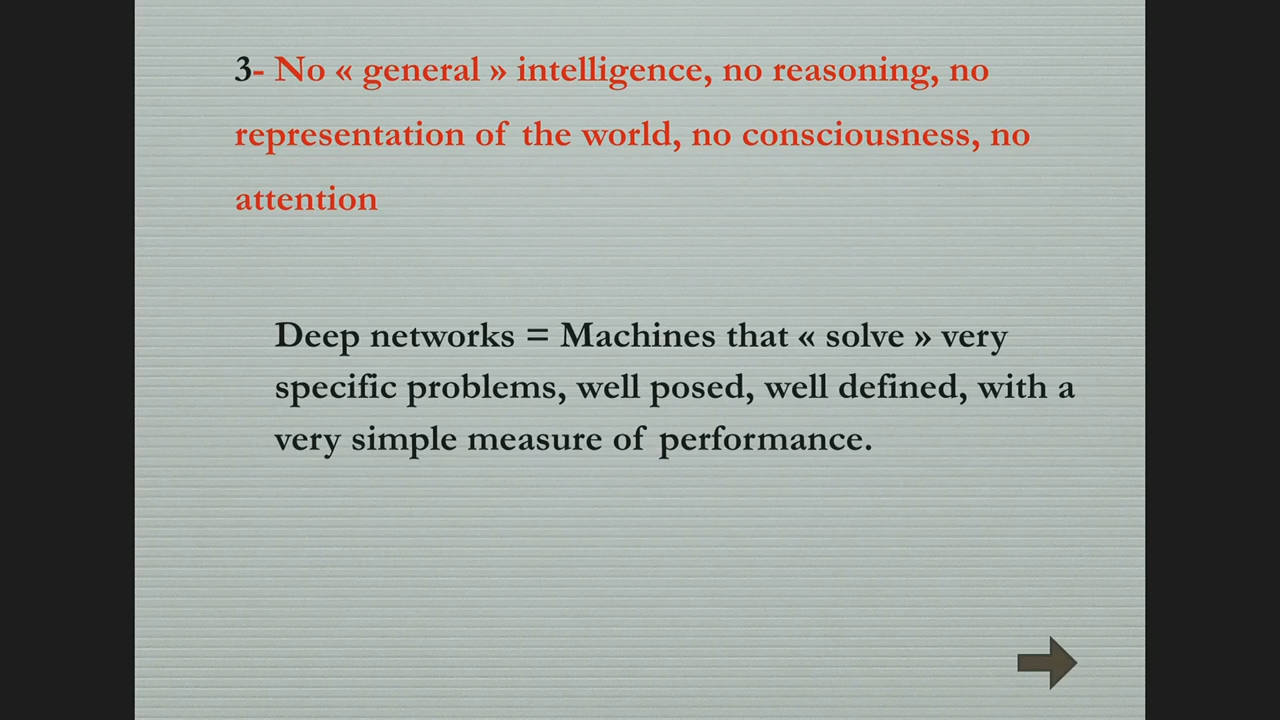 3- No « general » intelligence, no reasoning, no
representation of the world, no consciousness, no
attention
Deep networks = Machines that « solve » very
specific problems, well posed, well defined, with a
very simple measure of performance.